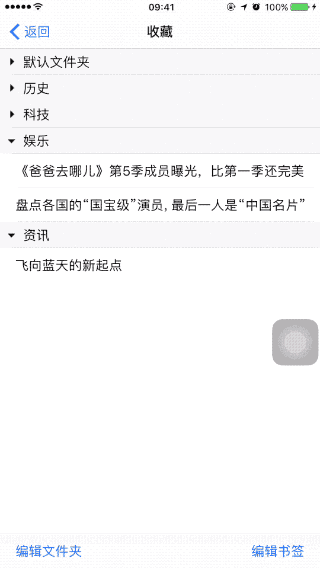 09:41
100%
返回
收藏
默认文件夹
历史
科技
娱乐
《爸爸去哪儿》第5季成员曝光，比第一季还完美
盘点各国的“国宝级”演员, 最后一人是“中国名片”
资讯
飞向蓝天的新起点
编辑文件夹 编辑书签